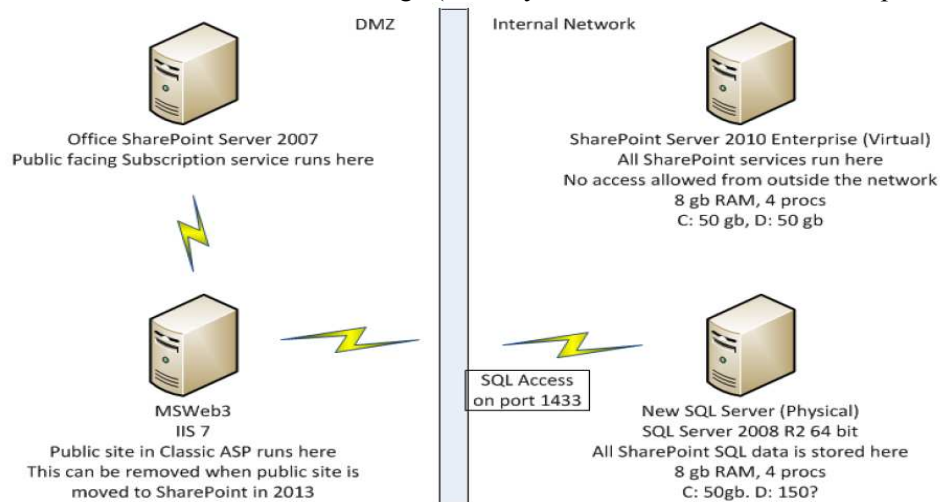 DMZ
Internal Network
Office SharePoint Server 2007
Public facing Subscription service runs here
SharePoint Server 2010 Enterprise (Virtual)
All SharePoint services run here
No access allowed from outside the network
8 gb RAM, 4 procs
C: 50 gb, D: 50 gb
SQL Access
on port 1433
MSWeb3
IIS 7
Public site in Classic ASP runs here
This can be removed when public site is
moved to SharePoint in 2013
New SQL Server (Physical)
SQL Server 2008 R2 64 bit
All SharePoint SQL data is stored here
8 gb RAM, 4 procs
C: 50gb. D: 150?